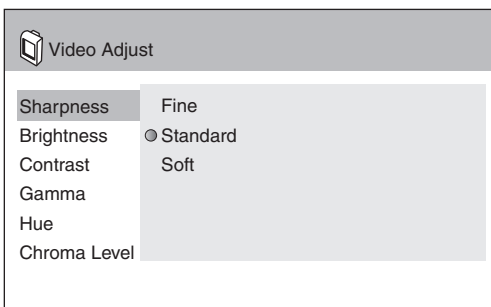 Video Adjust
Sharpness Fine
Brightness Standard
Contrast Soft
Gamma
Hue
Chroma Level